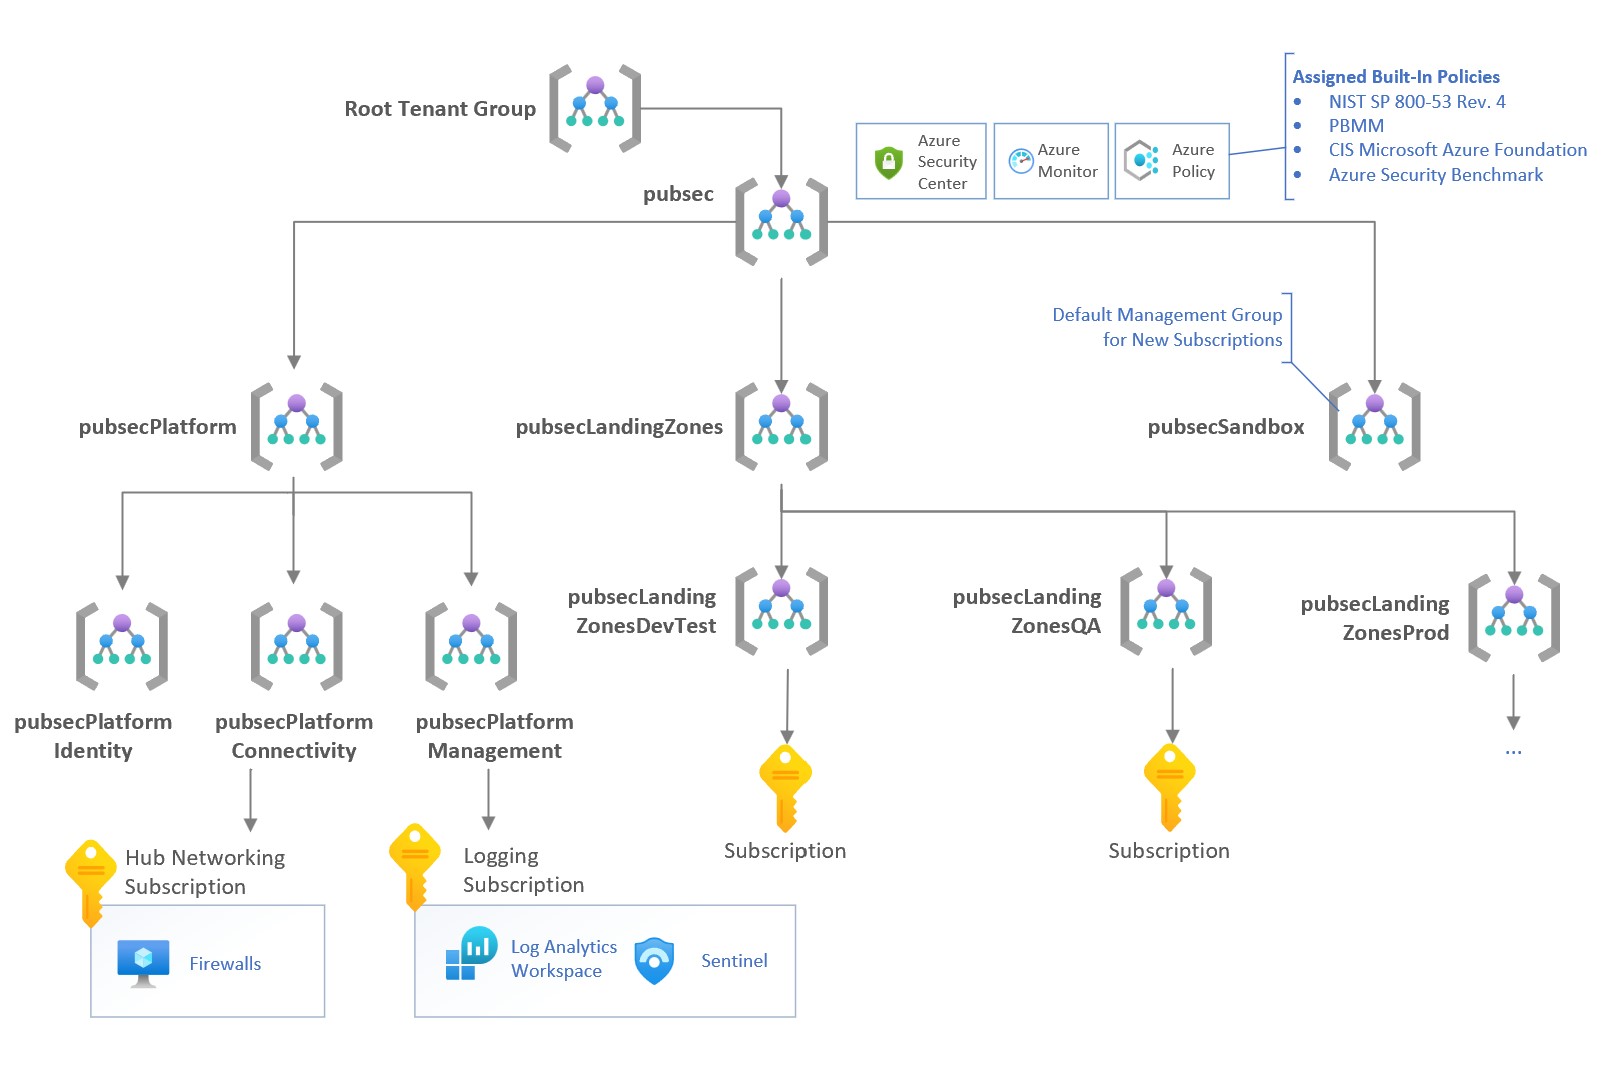 Root Tenant Group
pubsec
Azure
Security
Center
Azure
Monitor
Azure
Policy
Assigned Built-In Policies
• NIST SP 800-53 Rev. 4
• PBMM
• CIS Microsoft Azure Foundation
• Azure Security Benchmark
Default Management Group
for New Subscriptions
pubsecPlatform
pubsecLandingZones
pubsecSandbox
pubsecLanding
ZonesDevTest
pubsecLanding
ZonesQA
pubsecLanding
ZonesProd
pubsecPlatform
Identity
pubsecPlatform
Connectivity
pubsecPlatform
Management
...
Hub Networking
Subscription
Logging
Subscription
Subscription
Subscription
Firewalls
Log Analytics
Workspace
Sentinel